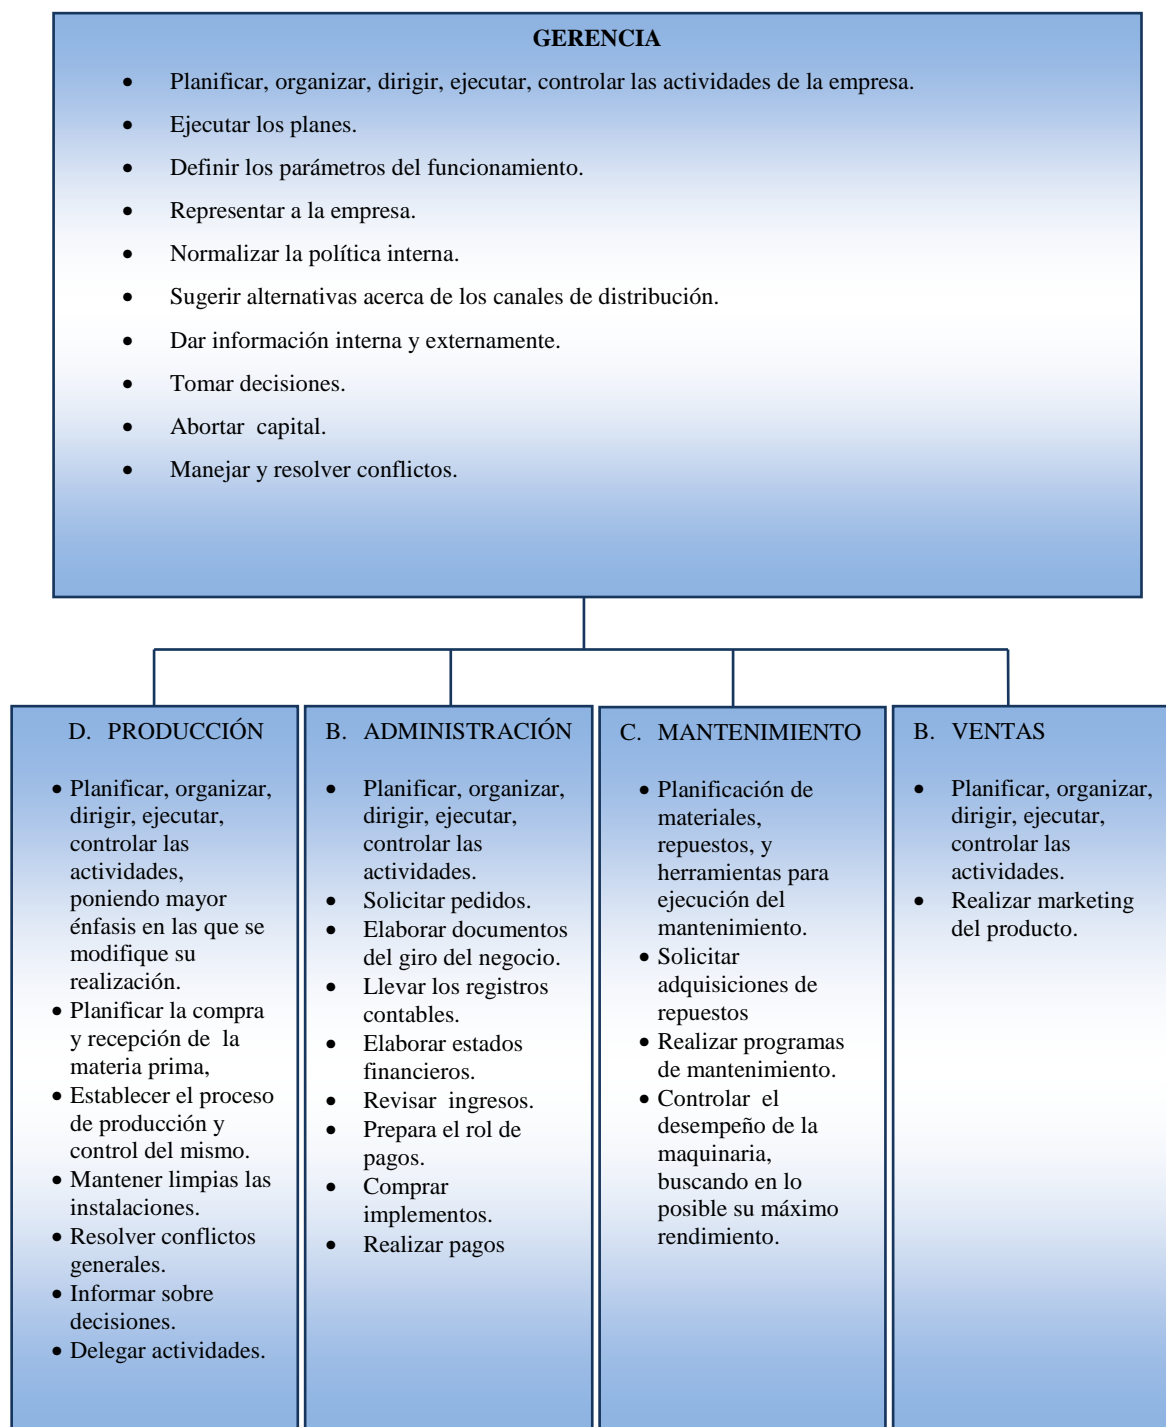 GERENCIA
• Planificar, organizar, dirigir, ejecutar, controlar las actividades de la empresa.
• Ejecutar los planes.
• Definir los parámetros del funcionamiento.
• Representar a la empresa.
• Normalizar la política interna.
• Sugerir alternativas acerca de los canales de distribución.
• Dar información interna y externamente.
• Tomar decisiones.
• Abortar  capital.
• Manejar y resolver conflictos.
D. PRODUCCIÓN
• Planificar, organizar,
dirigir, ejecutar,
controlar las
actividades,
poniendo mayor
énfasis en las que se
modifique su
realización.
• Planificar la compra
y recepción de  la
materia prima,
• Establecer el proceso
de producción y
control del mismo.
• Mantener limpias las
instalaciones.
• Resolver conflictos
generales.
• Informar sobre
decisiones.
• Delegar actividades.
B. ADMINISTRACIÓN
• Planificar, organizar,
dirigir, ejecutar,
controlar las
actividades.
• Solicitar pedidos.
• Elaborar documentos
del giro del negocio.
• Llevar los registros
contables.
• Elaborar estados
financieros.
• Revisar  ingresos.
• Prepara el rol de
pagos.
• Comprar
implementos.
• Realizar pagos
C. MANTENIMIENTO
• Planificación de
materiales,
repuestos, y
herramientas para
ejecución del
mantenimiento.
• Solicitar
adquisiciones de
repuestos
• Realizar programas
de mantenimiento.
• Controlar  el
desempeño de la
maquinaria,
buscando en lo
posible su máximo
rendimiento.
B. VENTAS
• Planificar, organizar,
dirigir, ejecutar,
controlar las
actividades.
• Realizar marketing
del producto.